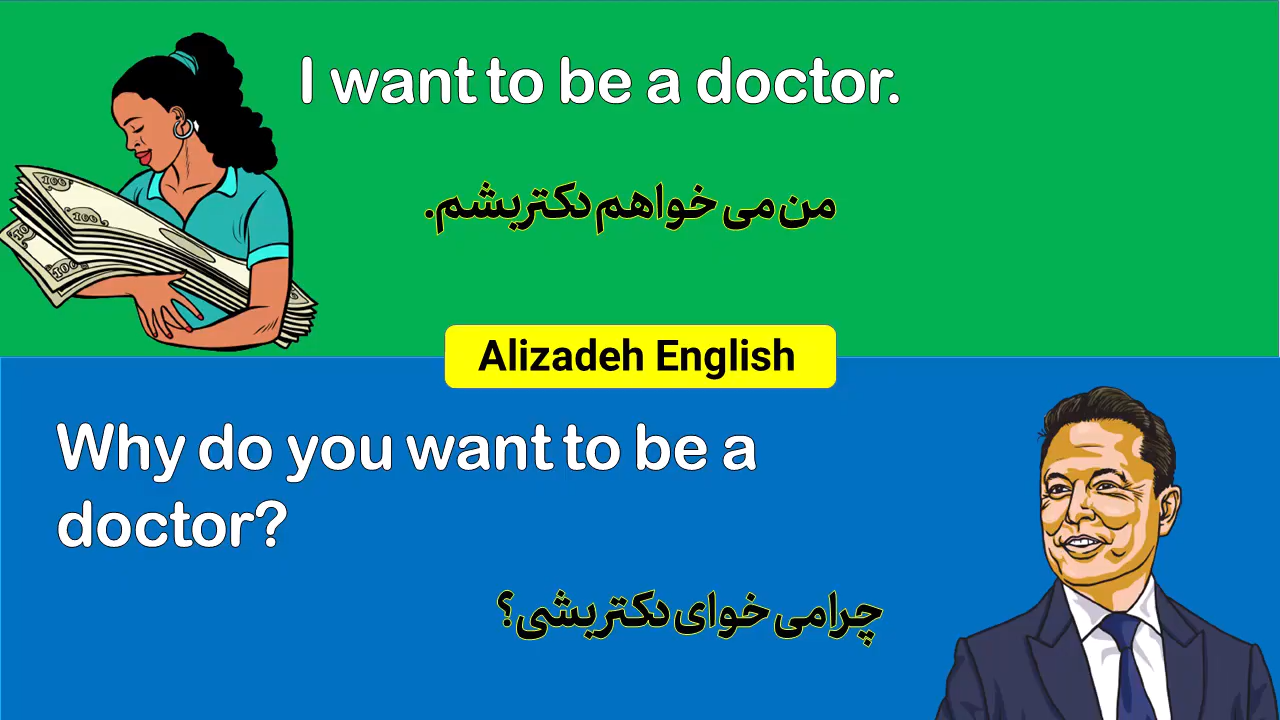 I want to be a doctor.
من می خواهم دکتر بشم.
Alizadeh English
Why do you want to be a
doctor?
چرا می خوای دکتر بشی؟